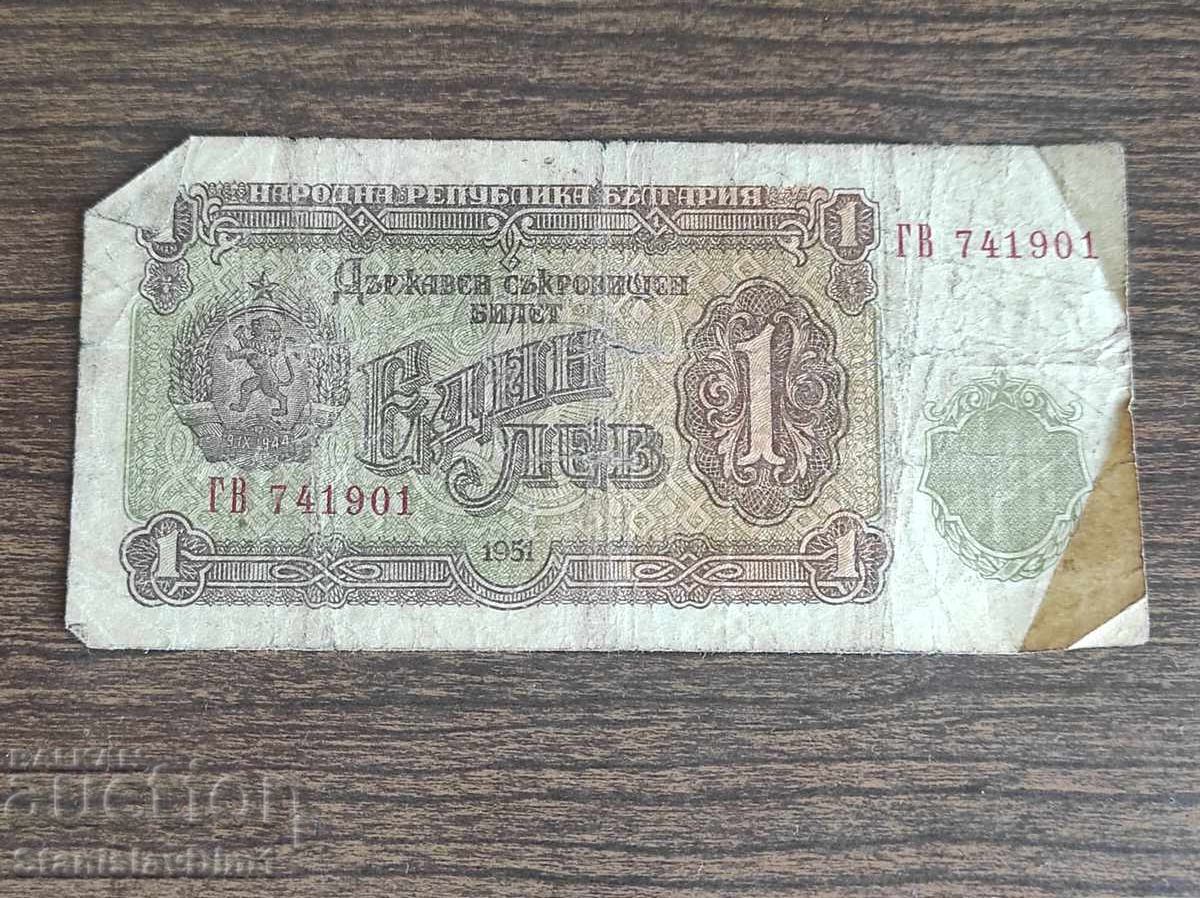 НАРОДНА РЕПУБЛИКА БЪЛГАРИЯ
1
ГВ 741901
ДЪРЖАВЕН СЪКРОВИЩЕН
БИЛЕТ
ЕДИН
ЛЕВ
1
9·IX·1944
ГВ 741901
1951
1
1
BALKAN
auction